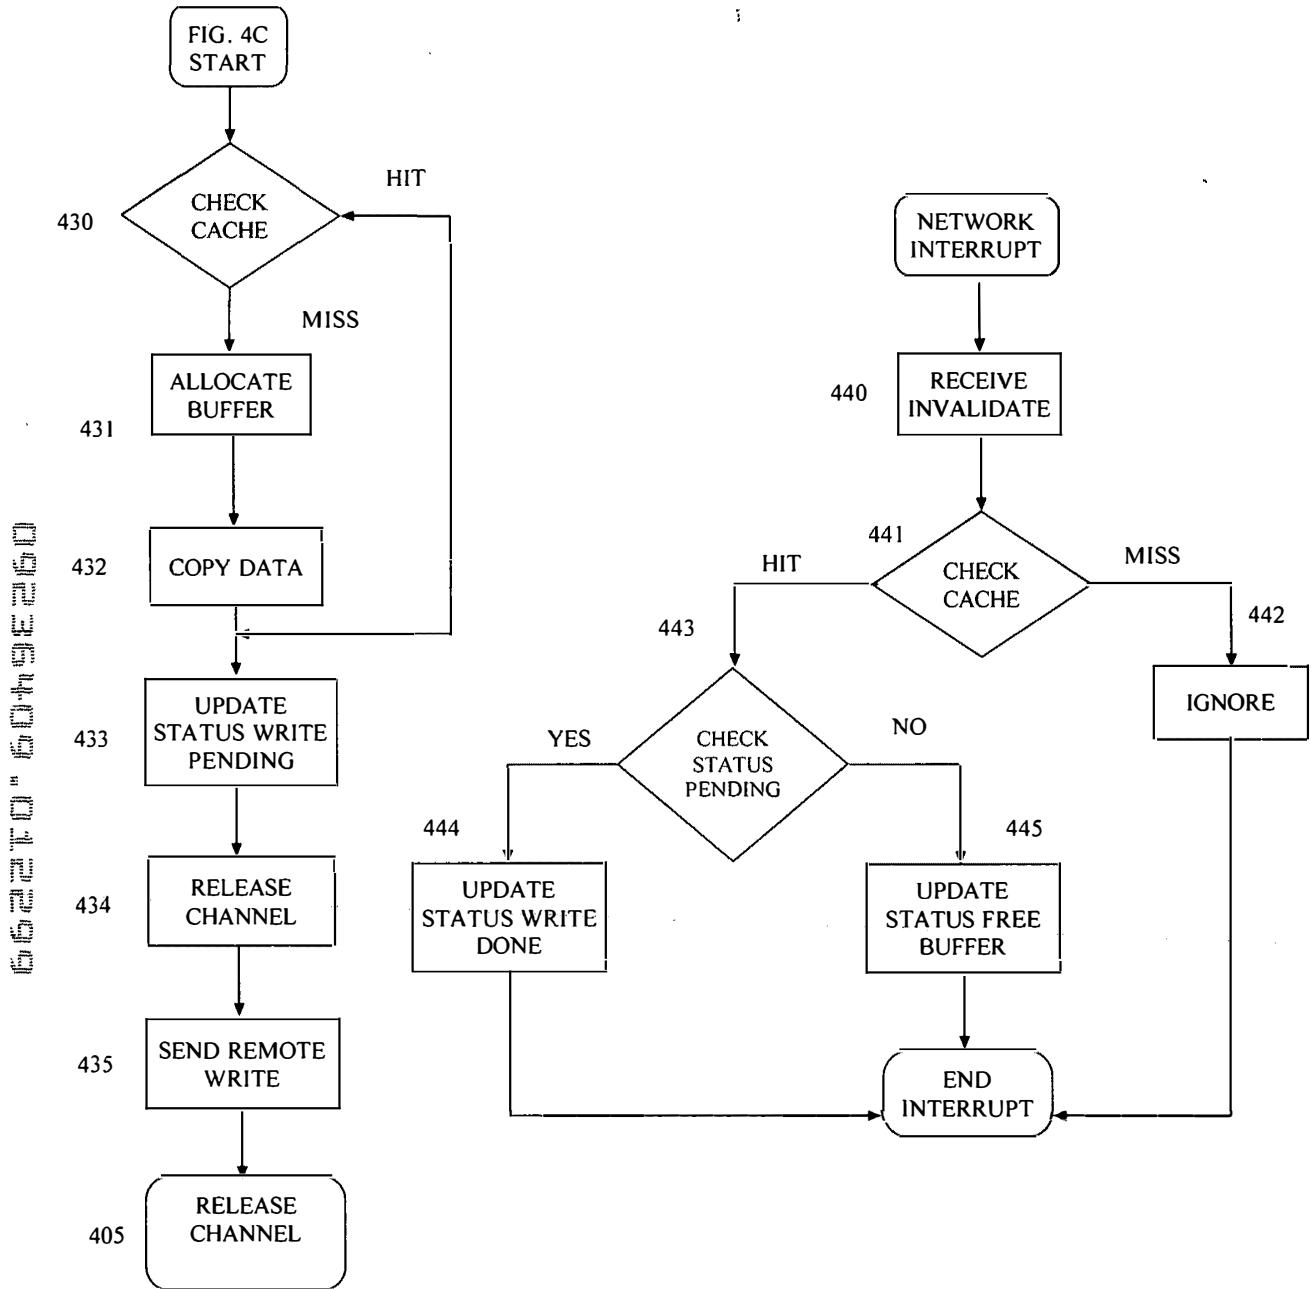 FIG. 4C
START
HIT
430
CHECK
CACHE
MISS
431
ALLOCATE
BUFFER
432
COPY DATA
433
UPDATE
STATUS WRITE
PENDING
434
RELEASE
CHANNEL
435
SEND REMOTE
WRITE
405
RELEASE
CHANNEL
NETWORK
INTERRUPT
440
RECEIVE
INVALIDATE
441
HIT
CHECK
CACHE
MISS
442
IGNORE
443
YES
CHECK
STATUS
PENDING
NO
444
UPDATE
STATUS WRITE
DONE
445
UPDATE
STATUS FREE
BUFFER
END
INTERRUPT
09236409.012299